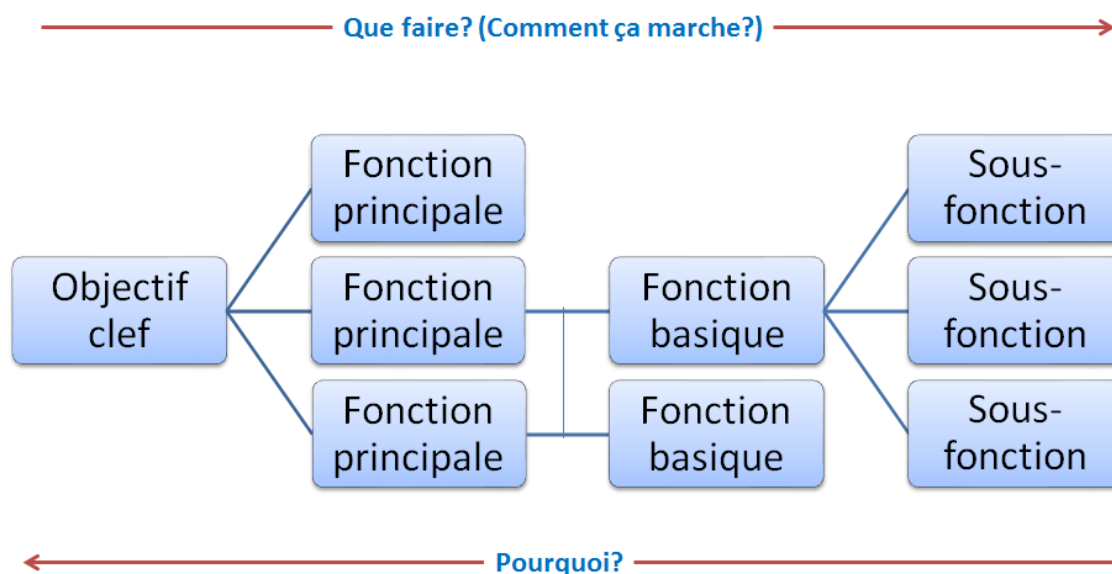 Que faire? (Comment ça marche?)
Fonction
principale
Sous-
fonction
Objectif
clef
Fonction
principale
Fonction
basique
Sous-
fonction
Fonction
principale
Fonction
basique
Sous-
fonction
Pourquoi?